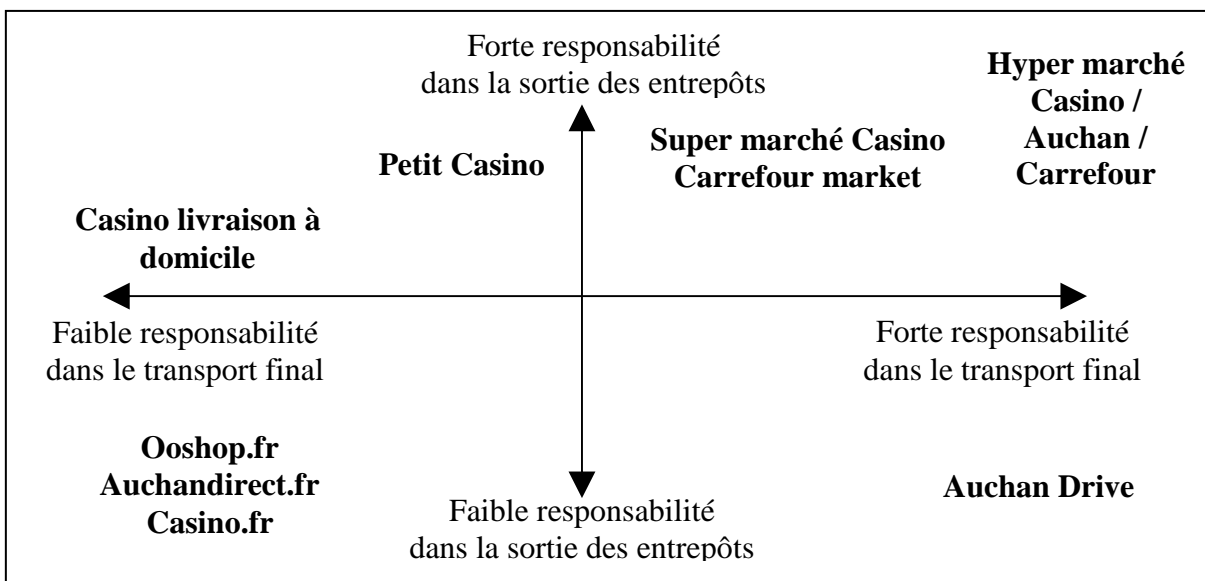 Forte responsabilité
dans la sortie des entrepôts
Hyper marché
Casino /
Auchan /
Carrefour
Super marché Casino
Carrefour market
Petit Casino
Casino livraison à
domicile
Faible responsabilité
dans le transport final
Forte responsabilité
dans le transport final
Ooshop.fr
Auchandirect.fr
Casino.fr
Auchan Drive
Faible responsabilité
dans la sortie des entrepôts